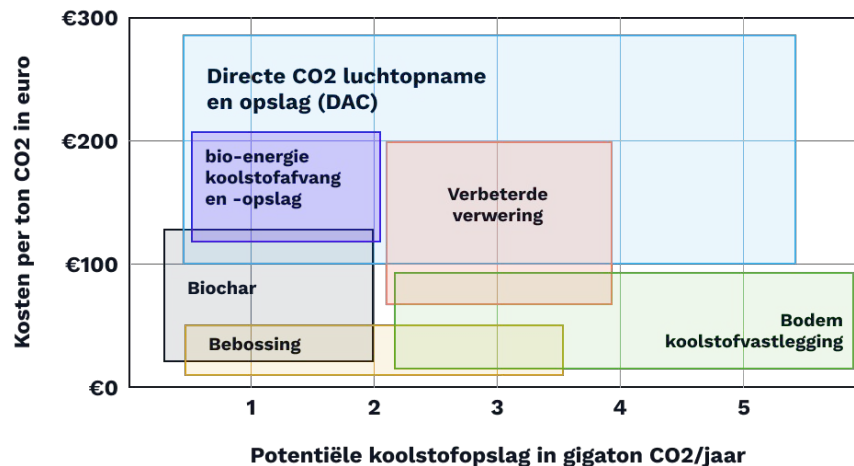 €300
€200
€100
€0
Kosten per ton CO2 in euro
Directe CO2 luchtopname
en opslag (DAC)
bio-energie
koolstofafvang
en -opslag
Verbeterde
verwering
Biochar
Bebossing
Bodem
koolstofvastlegging
1 2 3 4 5
Potentiële koolstofopslag in gigaton CO2/jaar